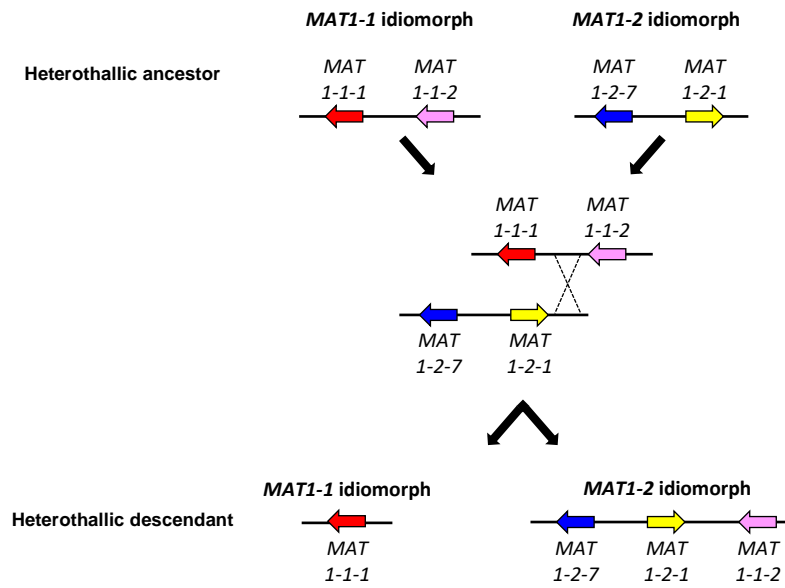 MAT1-1 idiomorph MAT1-2 idiomorph
Heterothallic ancestor
MAT MAT MAT MAT
1-1-1 1-1-2 1-2-7 1-2-1
MAT MAT
1-1-1 1-1-2
MAT MAT
1-2-7 1-2-1
MAT1-1 idiomorph MAT1-2 idiomorph
Heterothallic descendant
MAT MAT MAT MAT
1-1-1 1-2-7 1-2-1 1-1-2